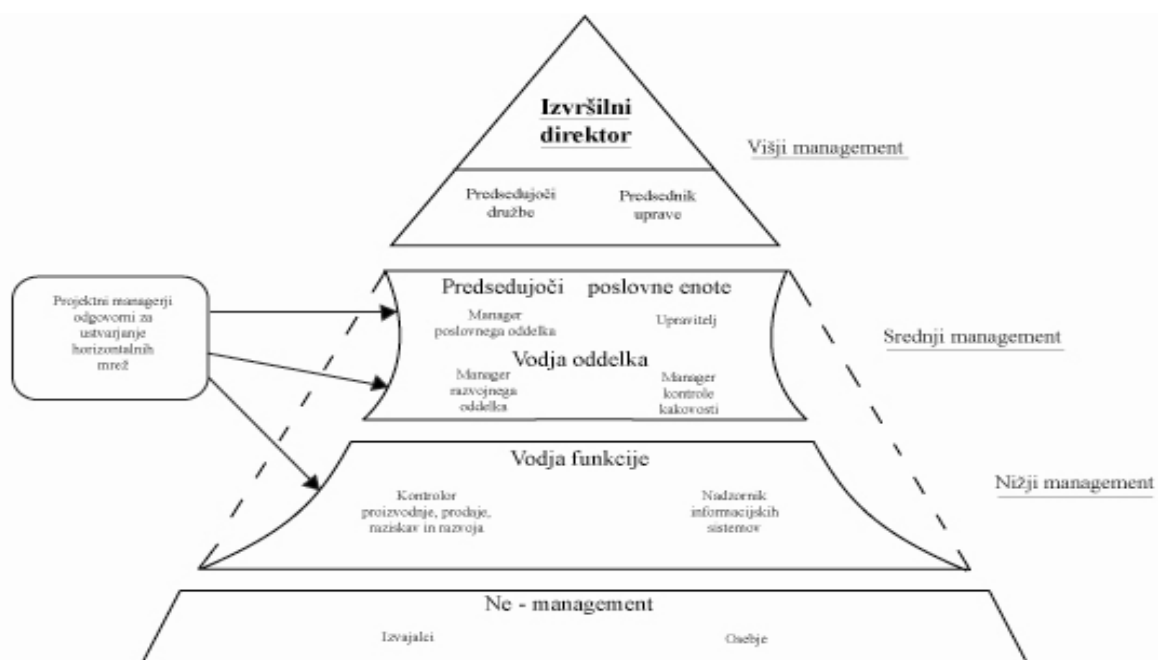 Izvršilni
direktor
Višji management
Predsedujoči
družbe
Predsednik
uprave
Projektni managerji
odgovorni za
ustvarjanje
horizontalnih
mrež
Predsedujoči poslovne enote
Manager
poslovnega oddelka
Upravitelj
Srednji management
Vodja oddelka
Manager
razvojnega
oddelka
Manager
kontrole
kakovosti
Vodja funkcije
Nižji management
Kontrolor
proizvodnje, prodaje,
raziskav in razvoja
Nadzornik
informacijskih
sistemov
Ne - management
Izvajalci
Osebje